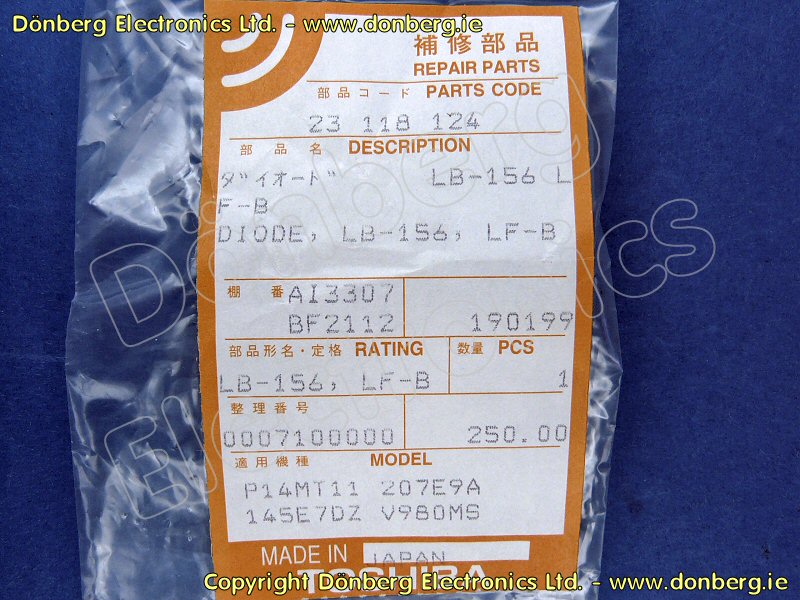 Dönberg Electronics Ltd. - www.donberg.ie
補修部品
REPAIR PARTS
部品コード PARTS CODE
23 118 124
部品名 DESCRIPTION
ダイオード LB-156 L
F-B
DIODE, LB-156, LF-B
棚番 AI3307
BF2112 190199
部品形名・定格 RATING 数量 PCS
LB-156, LF-B 1
整理番号
0007100000 250.00
適用機種 MODEL
P14MT11 207E9A
145E7DZ V980MS
MADE IN JAPAN
TOSHIBA
Copyright Dönberg Electronics Ltd. - www.donberg.ie
Dönberg
Electronics